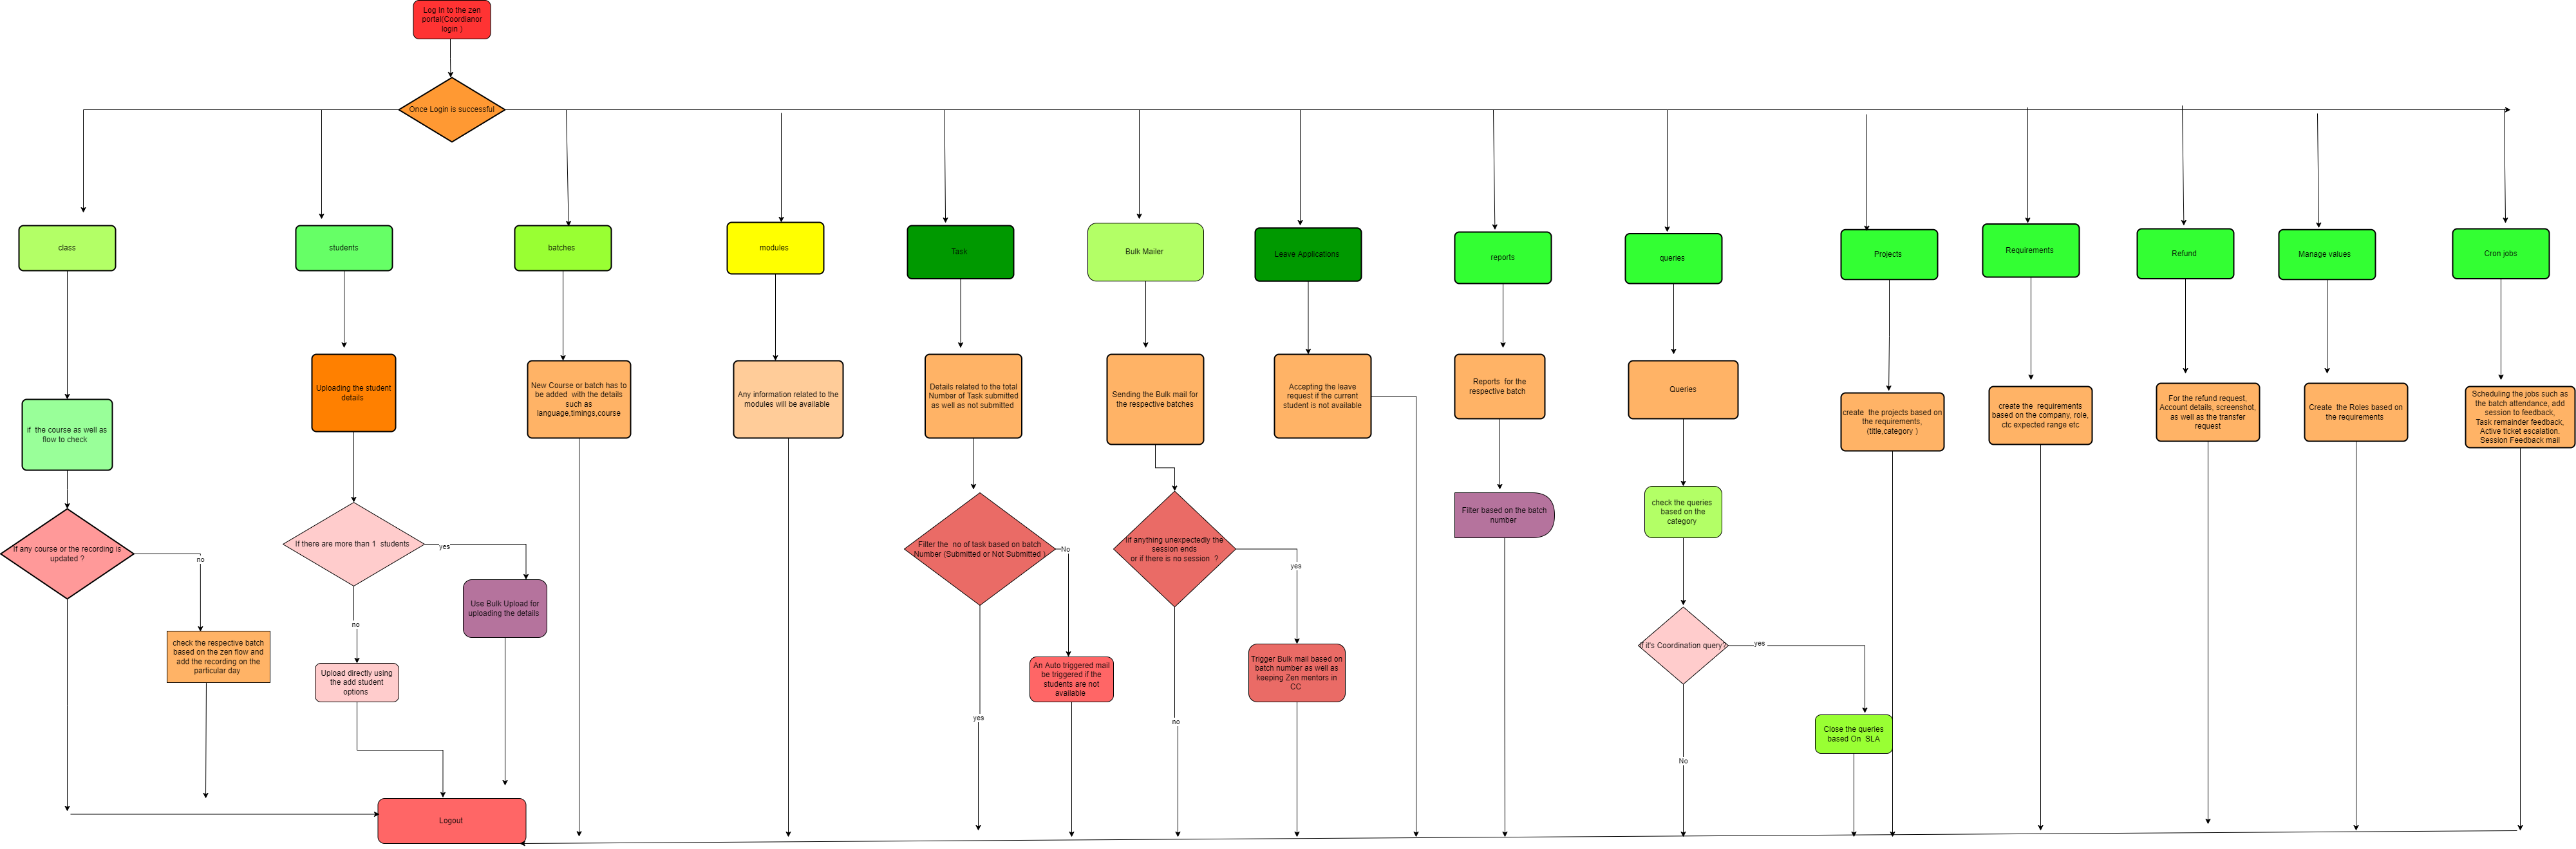 Log In to the zen
portal(Coordianor
login )
Once Login is successful
class
students
batches
modules
Task
Bulk Mailer
Leave Applications
reports
queries
Projects
Requirements
Refund
Manage values
Cron jobs
if  the course as well as
flow to check
Uploading the student
details
New Course or batch has to
be added  with the details
such as
language,timings,course
Any information related to the
modules will be available
Details related to the total
Number of Task submitted
as well as not submitted
Sending the Bulk mail for
the respective batches
Accepting the leave
request if the current
student is not available
Reports  for the
respective batch
Queries
create  the projects based on
the requirements,
(title,category )
create the  requirements
based on the company, role,
ctc expected range etc
For the refund request,
Account details, screenshot,
as well as the transfer
request
Create  the Roles based on
the requirements
Scheduling the jobs such as
the batch attendance, add
session to feedback,
Task remainder feedback,
Active ticket escalation.
Session Feedback mail
If any course or the recording is
updated ?
no
check the respective batch
based on the zen flow and
add the recording on the
particular day
If there are more than 1  students
yes
no
Use Bulk Upload for
uploading the details
Upload directly using
the add student
options
Filter the  no of task based on batch
Number (Submitted or Not Submitted )
No
yes
An Auto triggered mail
be triggered if the
students are not
available
Iif anything unexpectedly the
session ends
or if there is no session  ?
yes
no
Trigger Bulk mail based on
batch number as well as
keeping Zen mentors in
CC
Filter based on the batch
number
check the queries
based on the
category
If it's Coordination query?
yes
No
Close the queries
based On  SLA
Logout